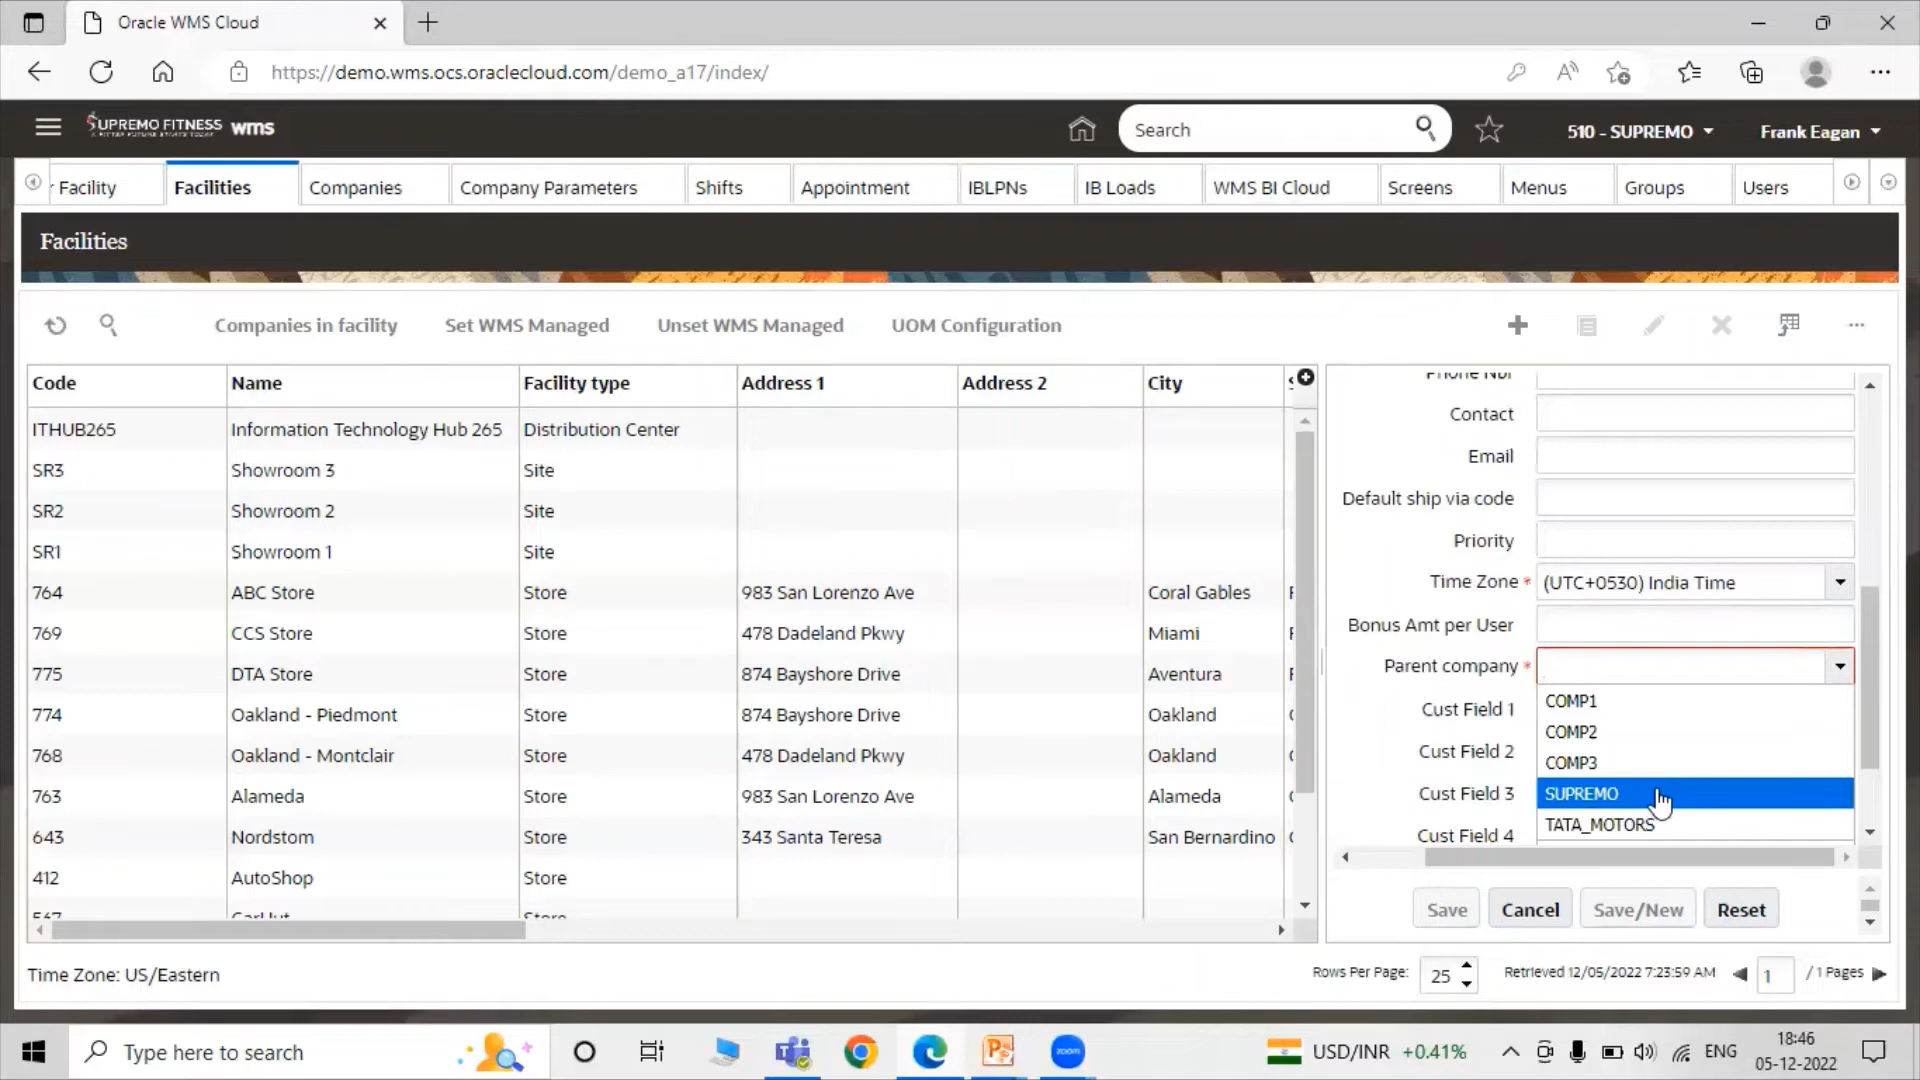 Oracle WMS Cloud
https://demo.wms.ocs.oraclecloud.com/demo_a17/index/
SUPREMO FITNESS wms
Search
510 - SUPREMO
Frank Eagan
Facility
Facilities
Companies
Company Parameters
Shifts
Appointment
IBLPNs
IB Loads
WMS BI Cloud
Screens
Menus
Groups
Users
Facilities
Companies in facility
Set WMS Managed
Unset WMS Managed
UOM Configuration
Code Name Facility type Address 1 Address 2 City
ITHUB265 Information Technology Hub 265 Distribution Center
SR3 Showroom 3 Site
SR2 Showroom 2 Site
SR1 Showroom 1 Site
764 ABC Store Store 983 San Lorenzo Ave Coral Gables
769 CCS Store Store 478 Dadeland Pkwy Miami
775 DTA Store Store 874 Bayshore Drive Aventura
774 Oakland - Piedmont Store 874 Bayshore Drive Oakland
768 Oakland - Montclair Store 478 Dadeland Pkwy Oakland
763 Alameda Store 983 San Lorenzo Ave Alameda
643 Nordstom Store 343 Santa Teresa San Bernardino
412 AutoShop Store
Phone Nbr
Contact
Email
Default ship via code
Priority
Time Zone * (UTC+0530) India Time
Bonus Amt per User
Parent company *
COMP1
COMP2
COMP3
SUPREMO
TATA_MOTORS
Cust Field 1
Cust Field 2
Cust Field 3
Cust Field 4
Save
Cancel
Save/New
Reset
Time Zone: US/Eastern
Rows Per Page: 25
Retrieved 12/05/2022 7:23:59 AM
1 / 1 Pages
Type here to search
zoom
USD/INR +0.41%
ENG
18:46
05-12-2022